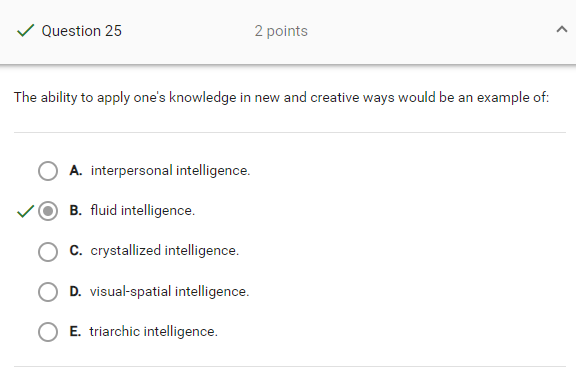 Question 25 2 points
The ability to apply one's knowledge in new and creative ways would be an example of:
A. interpersonal intelligence.
B. fluid intelligence.
C. crystallized intelligence.
D. visual-spatial intelligence.
E. triarchic intelligence.